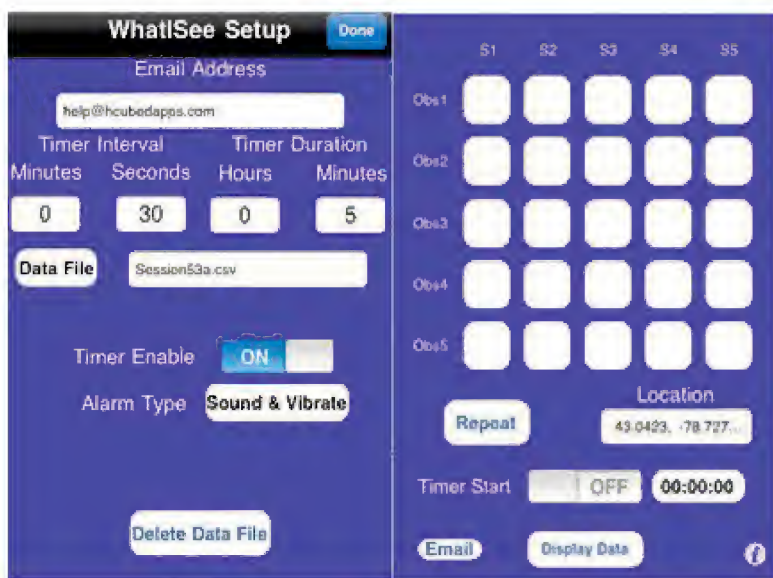 WhatISee Setup
Done
Email Address
help@hcubedapps.com
Timer Interval
Timer Duration
Minutes
Seconds
Hours
Minutes
0
30
0
5
Data File
Session53a.csv
Timer Enable
ON
Alarm Type
Sound & Vibrate
Delete Data File
S1
S2
S3
S4
S5
Obs1
Obs2
Obs3
Obs4
Obs5
Location
Repeat
43.0423, -78.727...
Timer Start
OFF
00:00:00
Email
Display Data
i